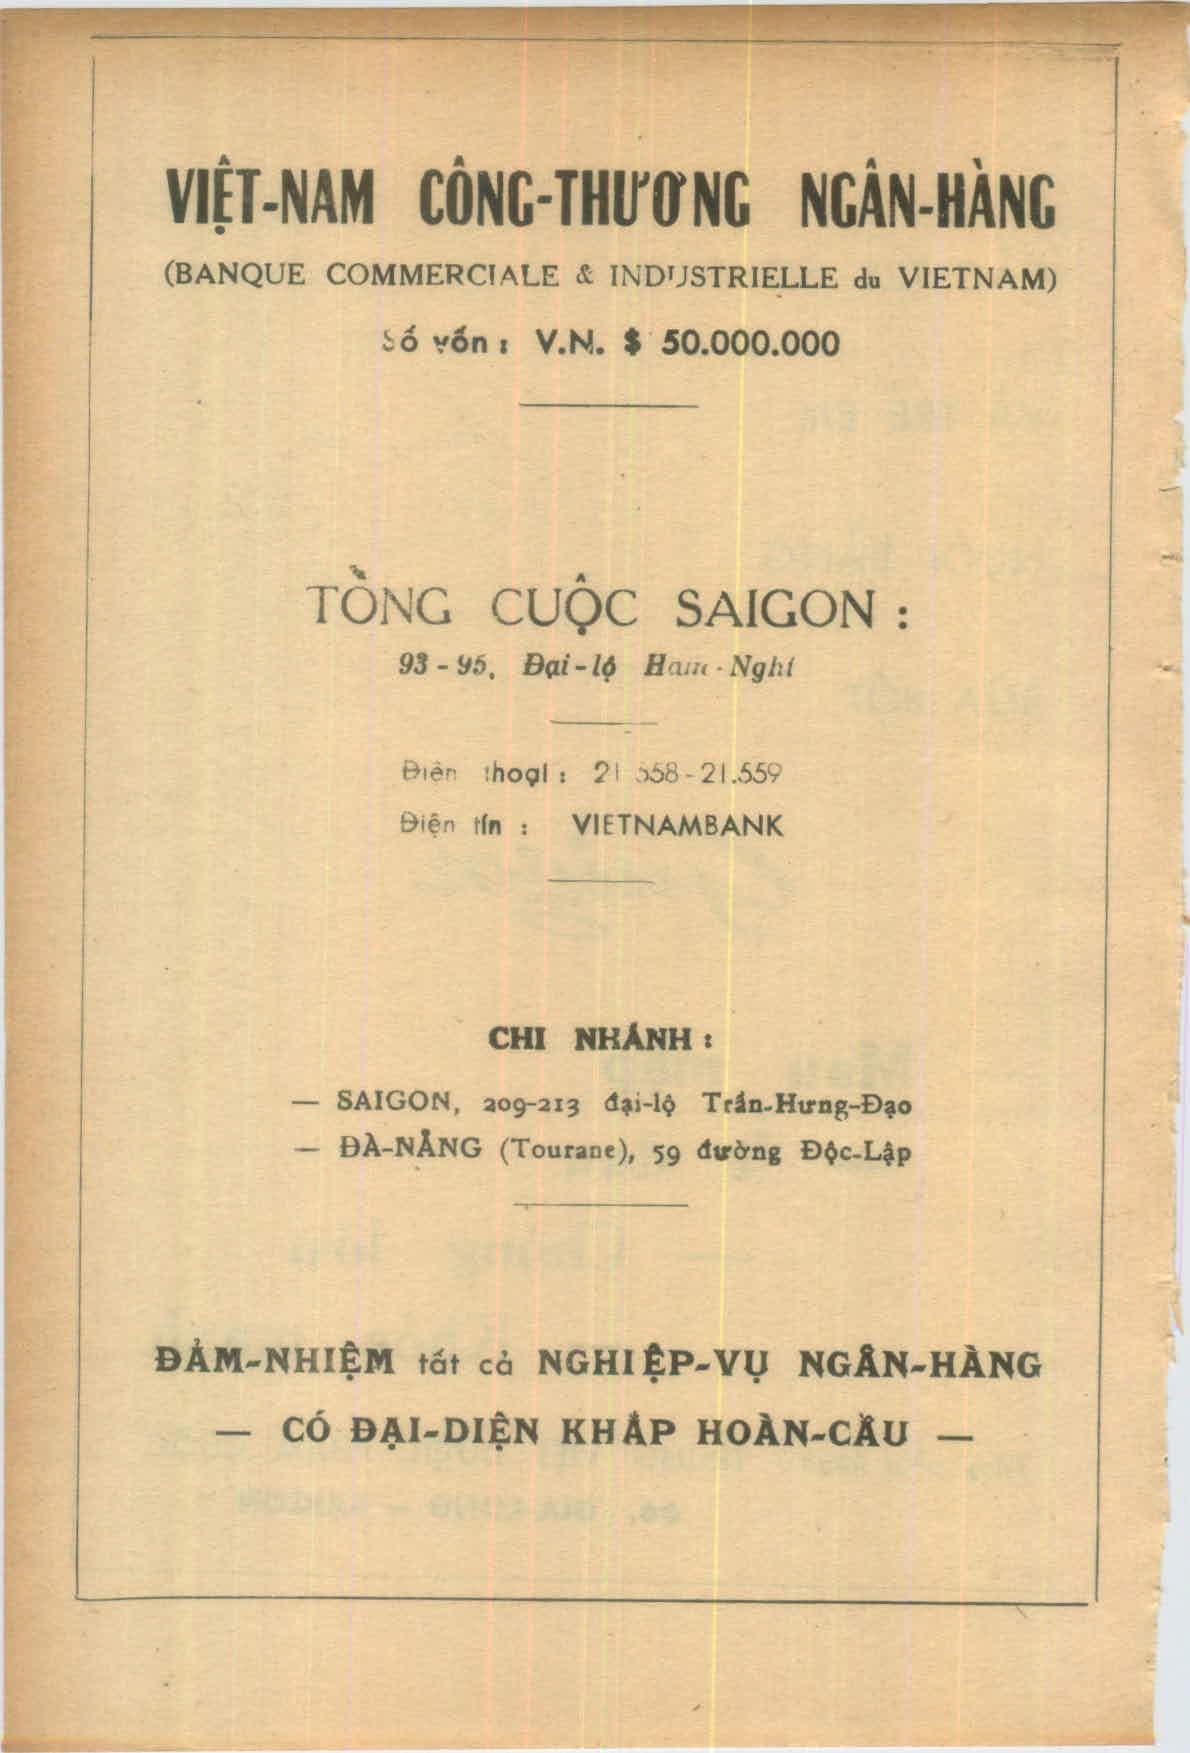 VIỆT-NAM CÔNG-THƯƠNG NGÂN-HÀNG
(BANQUE COMMERCIALE & INDUSTRIELLE du VIETNAM)
Số vốn : V.N. $ 50.000.000
TỔNG CUỘC SAIGON :
93 - 95, Đại-lộ Ham-Nghi
Điện thoại : 21.558-21.559
Điện tín : VIETNAMBANK
CHI NHÁNH :
— SAIGON, 209-213 đại-lộ Trần-Hưng-Đạo
— ĐÀ-NẴNG (Tourane), 59 đường Độc-Lập
ĐẢM-NHIỆM tất cả NGHIỆP-VỤ NGÂN-HÀNG
— CÓ ĐẠI-DIỆN KHẮP HOÀN-CẦU —